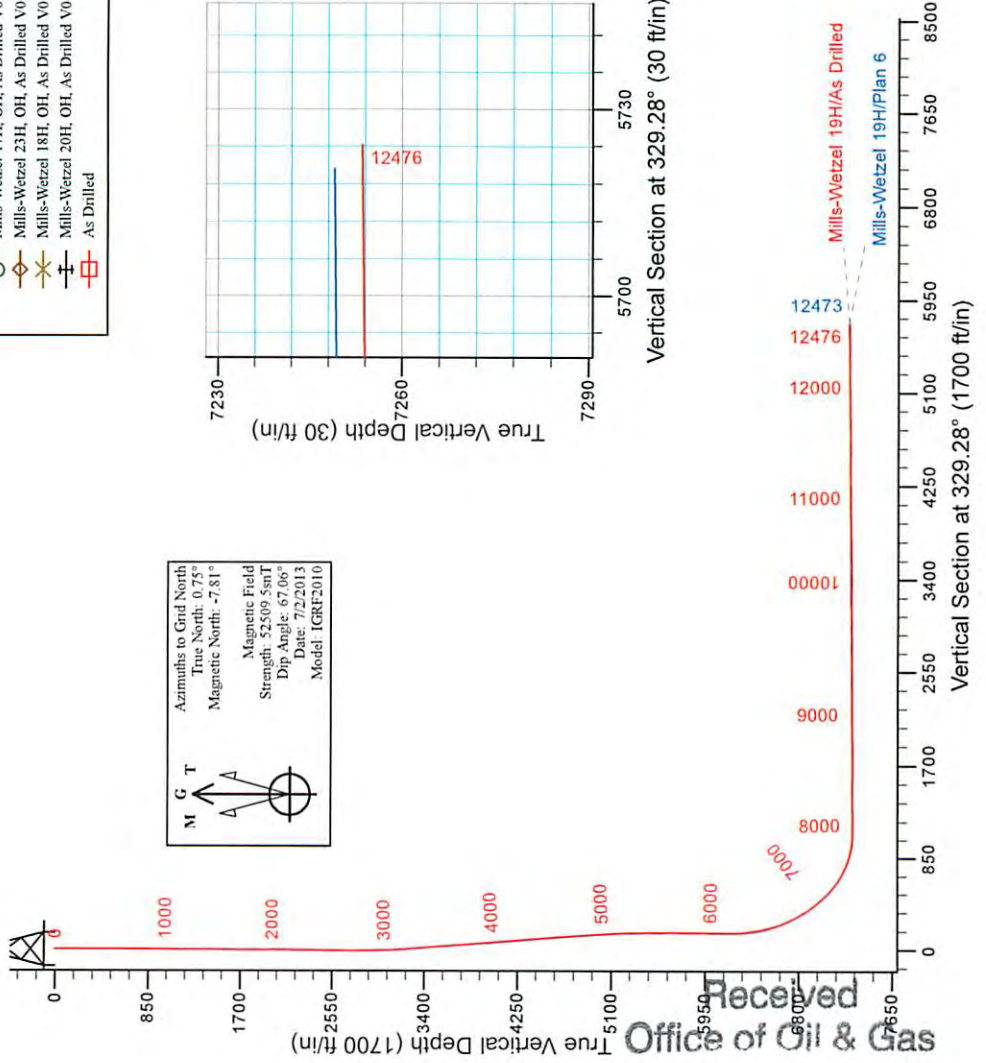 Mills-Wetzel 23H, OH, As Drilled V0
Mills-Wetzel 18H, OH, As Drilled V0
Mills-Wetzel 20H, OH, As Drilled V0
As Drilled
7230
7260
7290
True Vertical Depth (30 ft/in)
12476
5700
5730
Vertical Section at 329.28° (30 ft/in)
M G T
Azimuths to Grid North
True North: 0.75°
Magnetic North: -7.81°
Magnetic Field
Strength: 52509.5snT
Dip Angle: 67.06°
Date: 7/2/2013
Model: IGRF2010
0
1000
2000
3000
4000
5000
6000
7000
8000
9000
10000
11000
12000
12476
12473
Mills-Wetzel 19H/As Drilled
Mills-Wetzel 19H/Plan 6
0
850
1700
2550
3400
4250
5100
5950
6800
7650
True Vertical Depth (1700 ft/in)
0
850
1700
2550
3400
4250
5100
5950
6800
7650
8500
Vertical Section at 329.28° (1700 ft/in)
Received
Office of Oil & Gas